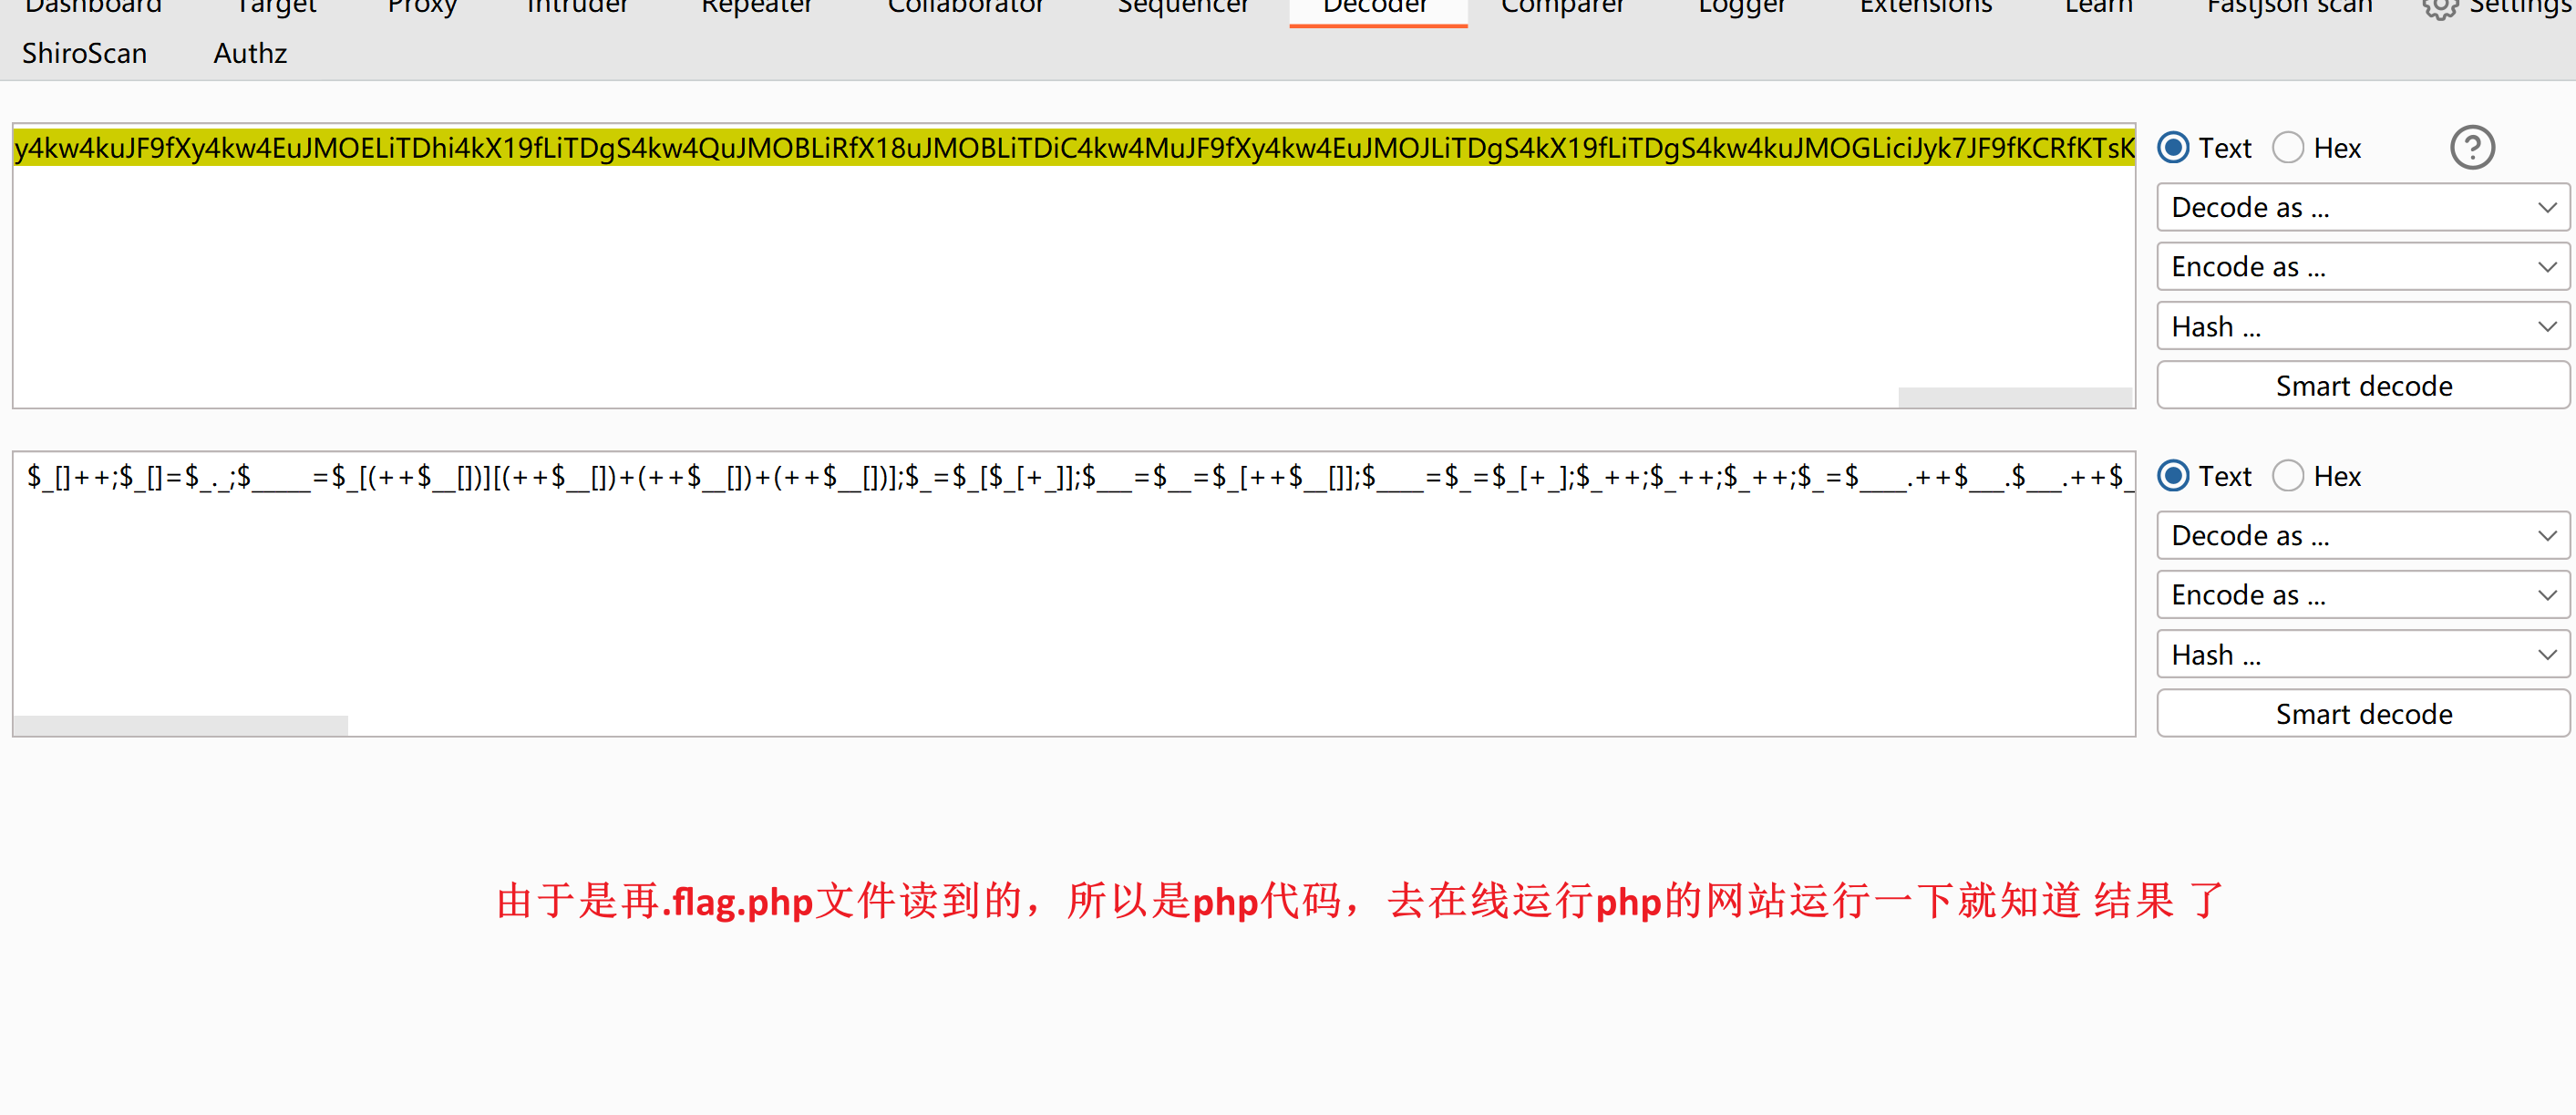 Dashboard Target Proxy Intruder Repeater Collaborator Sequencer Decoder Comparer Logger Extensions Learn Fastjson scan Settings
ShiroScan Authz
y4kw4kuJF9fXy4kw4EuJMOELiTDhi4kX19fLiTDgS4kw4QuJMOBLiRfX18uJMOBLiTDiC4kw4MuJF9fXy4kw4EuJMOJLiTDgS4kX19fLiTDgS4kw4kuJMOGLiciJyk7JF9fKCRfKTsK
Text Hex
Decode as ...
Encode as ...
Hash ...
Smart decode
$_[]++;$_[]=$_._;$_____=$_[(++$__[])][(++$__[])+(++$__[])+(++$__[])];$_=$_[$_[+_]];$___=$__=$_[++$__[]];$____=$_=$_[+_];$_++;$_++;$_++;$_=$____.++$___.$___.++$_
Text Hex
Decode as ...
Encode as ...
Hash ...
Smart decode
由于是再.flag.php文件读到的，所以是php代码，去在线运行php的网站运行一下就知道 结果 了